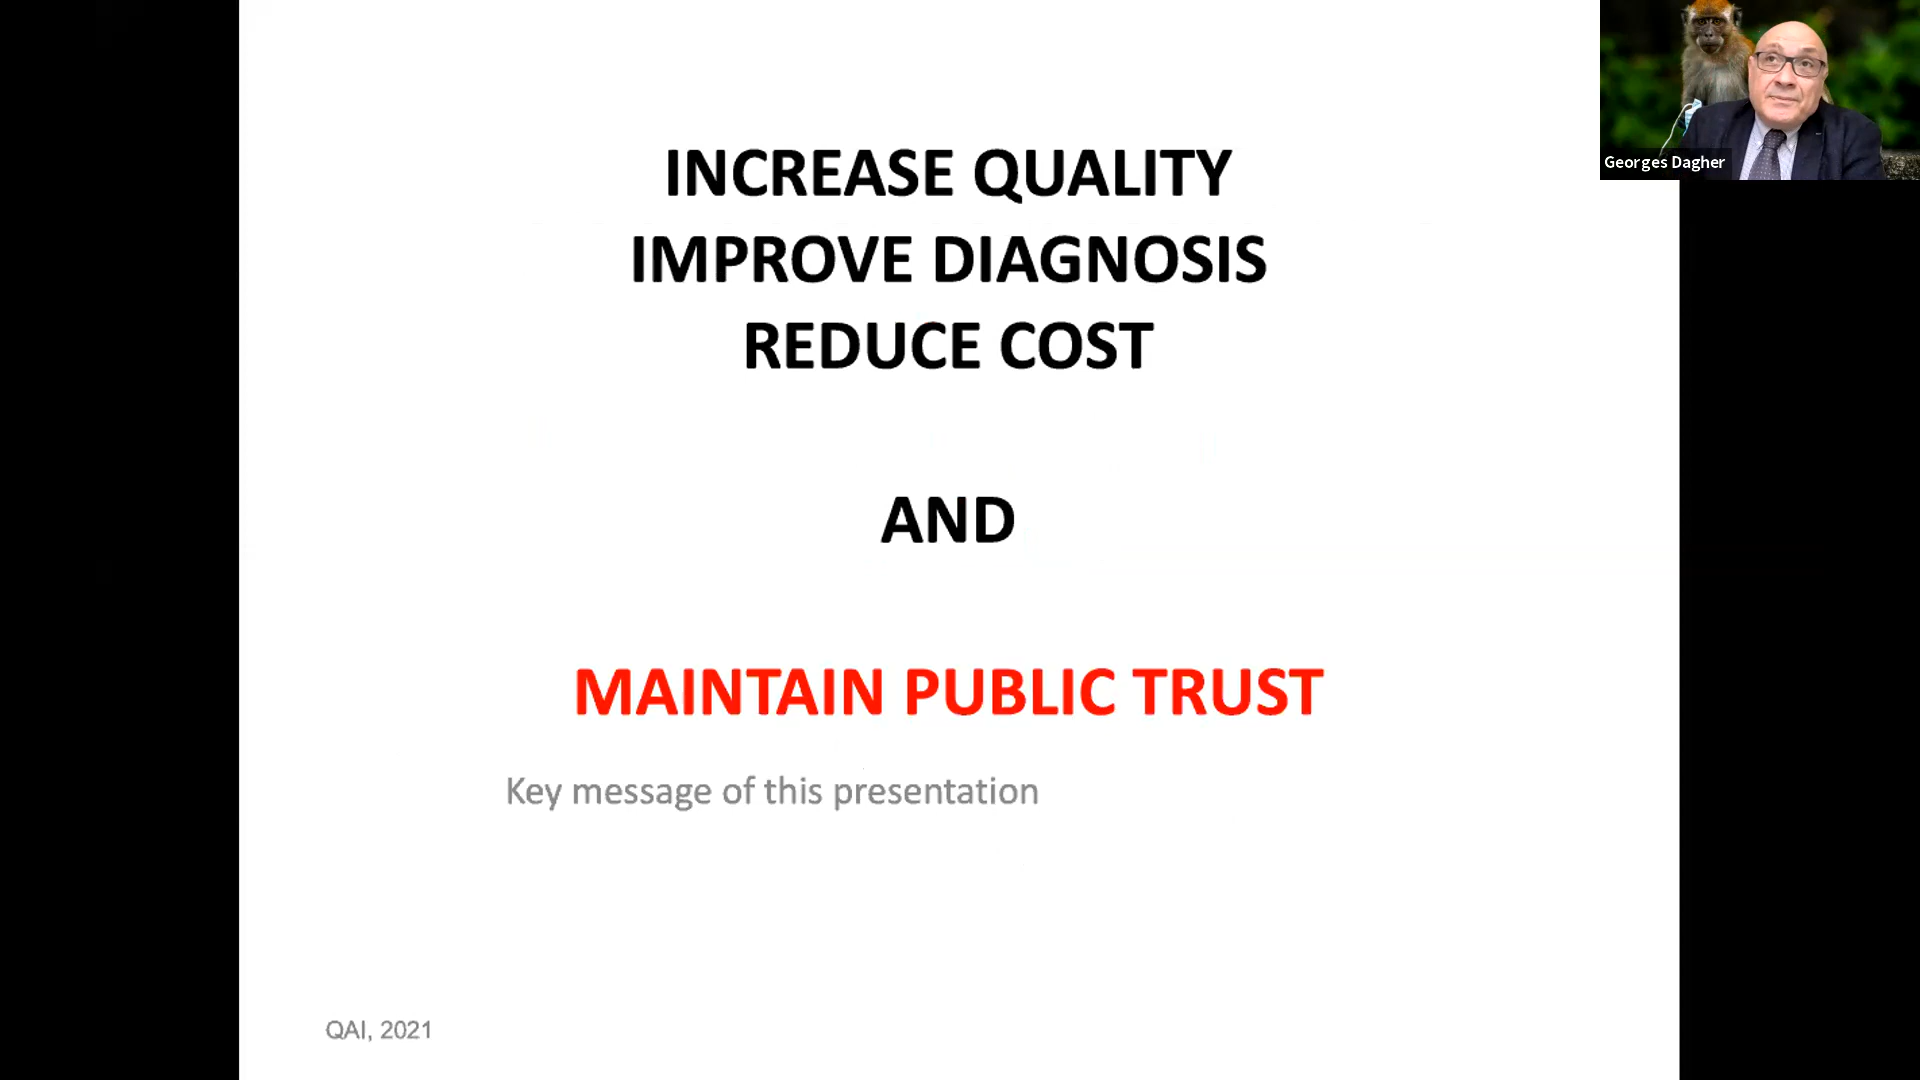 INCREASE QUALITY
IMPROVE DIAGNOSIS
REDUCE COST
AND
MAINTAIN PUBLIC TRUST
Key message of this presentation
QAI, 2021
Georges Dagher